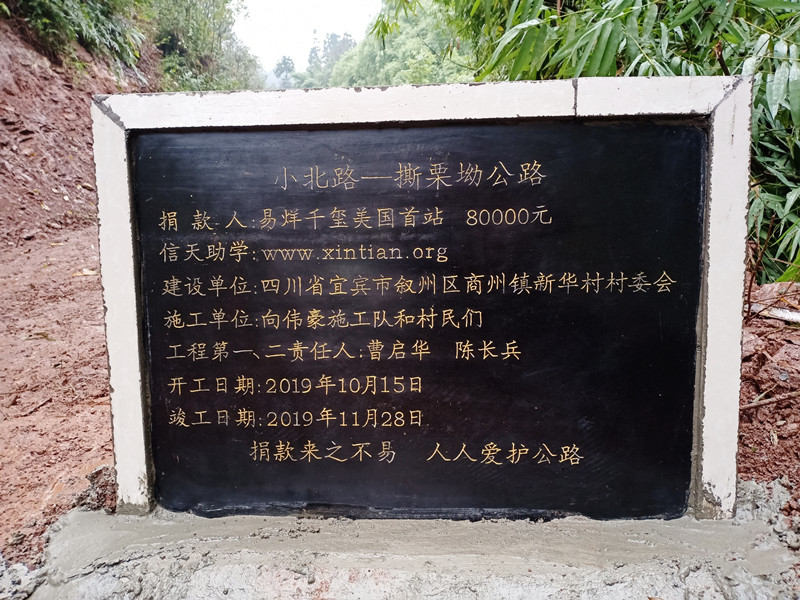 小北路—撕栗坳公路
捐款人:易烊千玺美国首站 80000元
信天助学:www.xintian.org
建设单位:四川省宜宾市叙州区商州镇新华村村委会
施工单位:向伟豪施工队和村民们
工程第一、二责任人:曹启华 陈长兵
开工日期:2019年10月15日
竣工日期:2019年11月28日
捐款来之不易 人人爱护公路